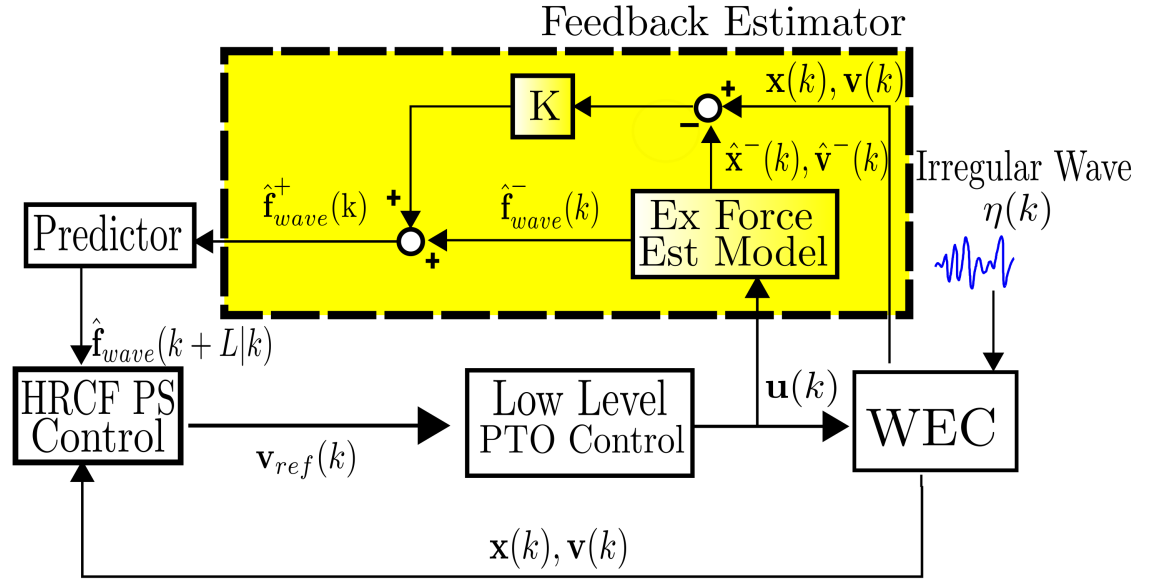 Feedback Estimator
x(k), v(k)
K
+
−
x̂⁻(k), v̂⁻(k)
Irregular Wave
η(k)
f̂⁺wave(k)
+
f̂⁻wave(k)
Ex Force
Est Model
Predictor
+
f̂wave(k + L|k)
HRCF PS
Control
vref(k)
Low Level
PTO Control
u(k)
WEC
x(k), v(k)